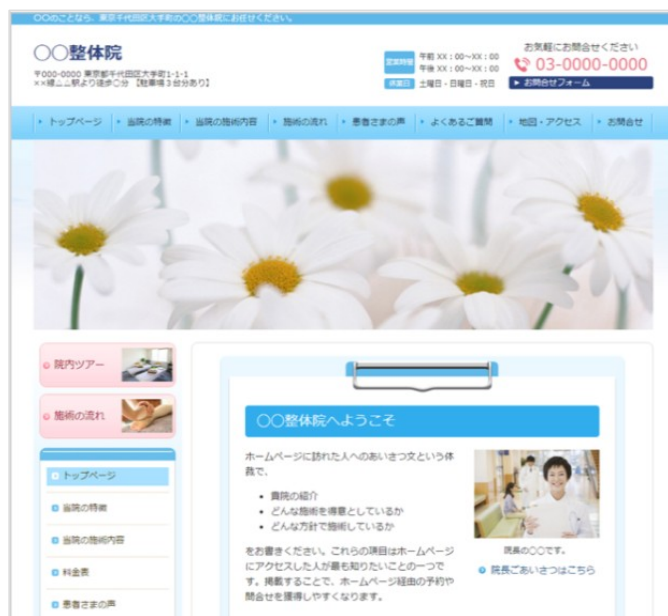 〇〇のことなら、東京千代田区大手町の〇〇整体院にお任せください。
〇〇整体院
〒000-0000 東京都千代田区大手町1-1-1
××線△△駅より徒歩〇分 【駐車場3台分あり】
営業時間
午前 XX：00～XX：00
午後 XX：00～XX：00
休業日 土曜日・日曜日・祝日
お気軽にお問合せください
03-0000-0000
お問合せフォーム
トップページ 当院の特徴 当院の施術内容 施術の流れ 患者さまの声 よくあるご質問 地図・アクセス お問合せ
院内ツアー
施術の流れ
トップページ
当院の特徴
当院の施術内容
料金表
患者さまの声
〇〇整体院へようこそ
ホームページに訪れた人へのあいさつ文という体
裁で、
• 貴院の紹介
• どんな施術を得意としているか
• どんな方針で施術しているか
をお書きください。これらの項目はホームページ
にアクセスした人が最も知りたいことの一つで
す。掲載することで、ホームページ経由の予約や
問合せを獲得しやすくなります。
院長の〇〇です。
院長ごあいさつはこちら